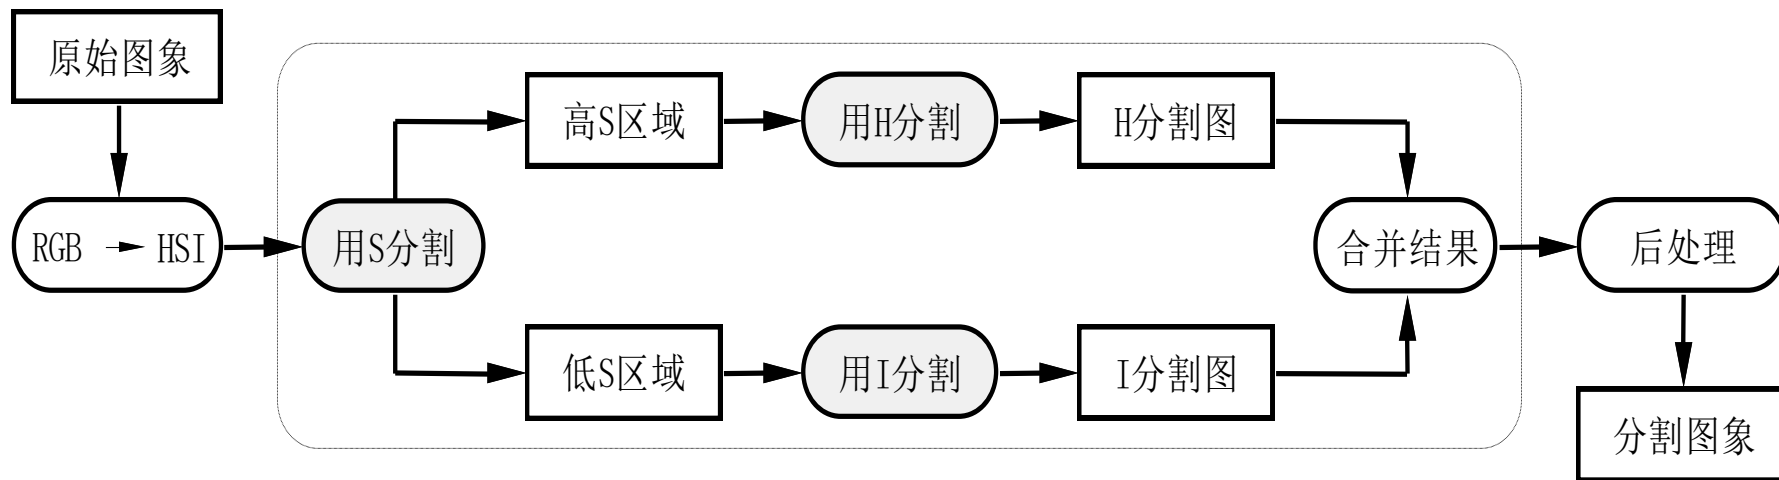 原始图象
RGB → HSI
用S分割
高S区域
用H分割
H分割图
低S区域
用I分割
I分割图
合并结果
后处理
分割图象